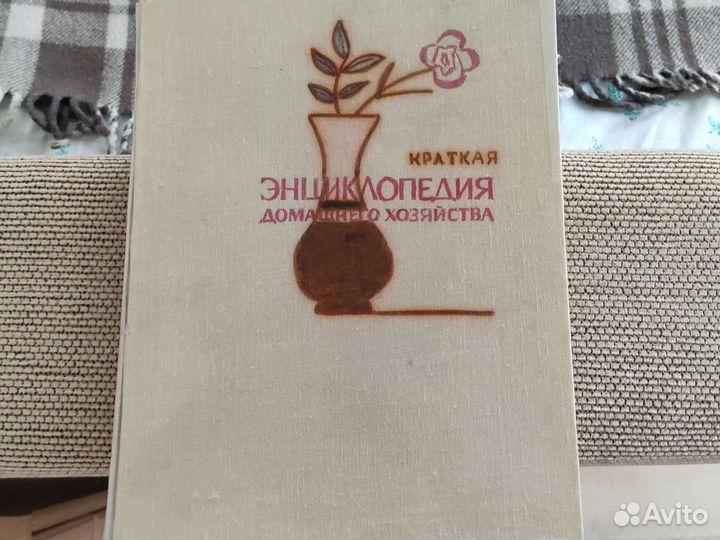 КРАТКАЯ
ЭНЦИКЛОПЕДИЯ
ДОМАШНЕГО ХОЗЯЙСТВА
Avito